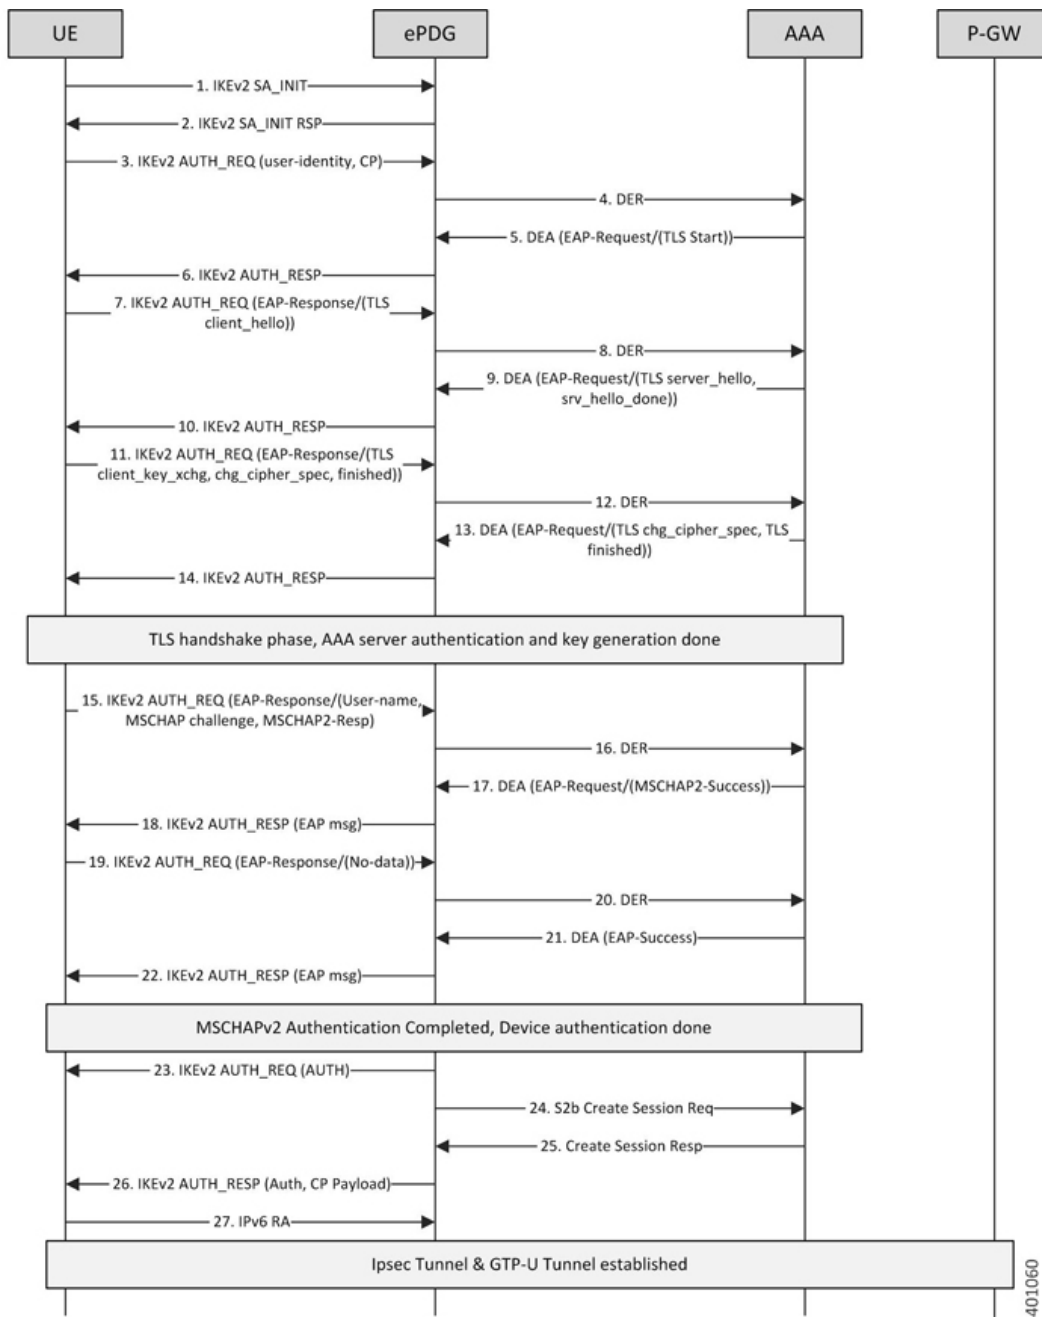 UE
ePDG
AAA
P-GW
1. IKEv2 SA_INIT
2. IKEv2 SA_INIT RSP
3. IKEv2 AUTH_REQ (user-identity, CP)
4. DER
5. DEA (EAP-Request/(TLS Start))
6. IKEv2 AUTH_RESP
7. IKEv2 AUTH_REQ (EAP-Response/(TLS
client_hello))
8. DER
9. DEA (EAP-Request/(TLS server_hello,
srv_hello_done))
10. IKEv2 AUTH_RESP
11. IKEv2 AUTH_REQ (EAP-Response/(TLS
client_key_xchg, chg_cipher_spec, finished))
12. DER
13. DEA (EAP-Request/(TLS chg_cipher_spec, TLS
finished))
14. IKEv2 AUTH_RESP
TLS handshake phase, AAA server authentication and key generation done
15. IKEv2 AUTH_REQ (EAP-Response/(User-name,
MSCHAP challenge, MSCHAP2-Resp)
16. DER
17. DEA (EAP-Request/(MSCHAP2-Success))
18. IKEv2 AUTH_RESP (EAP msg)
19. IKEv2 AUTH_REQ (EAP-Response/(No-data))
20. DER
21. DEA (EAP-Success)
22. IKEv2 AUTH_RESP (EAP msg)
MSCHAPv2 Authentication Completed, Device authentication done
23. IKEv2 AUTH_REQ (AUTH)
24. S2b Create Session Req
25. Create Session Resp
26. IKEv2 AUTH_RESP (Auth, CP Payload)
27. IPv6 RA
Ipsec Tunnel & GTP-U Tunnel established
401060